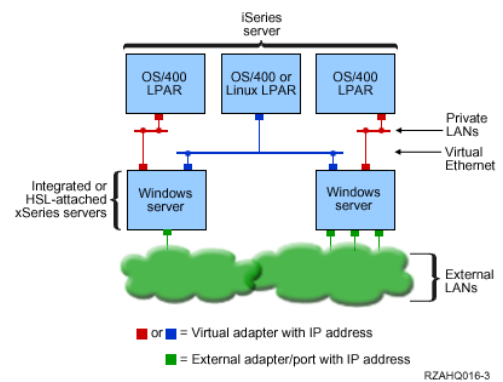 iSeries
server
OS/400
LPAR
OS/400 or
Linux LPAR
OS/400
LPAR
Private
LANs
Virtual
Ethernet
Integrated or
HSL-attached
xSeries servers
Windows
server
Windows
server
External
LANs
or = Virtual adapter with IP address
= External adapter/port with IP address
RZAHQ016-3